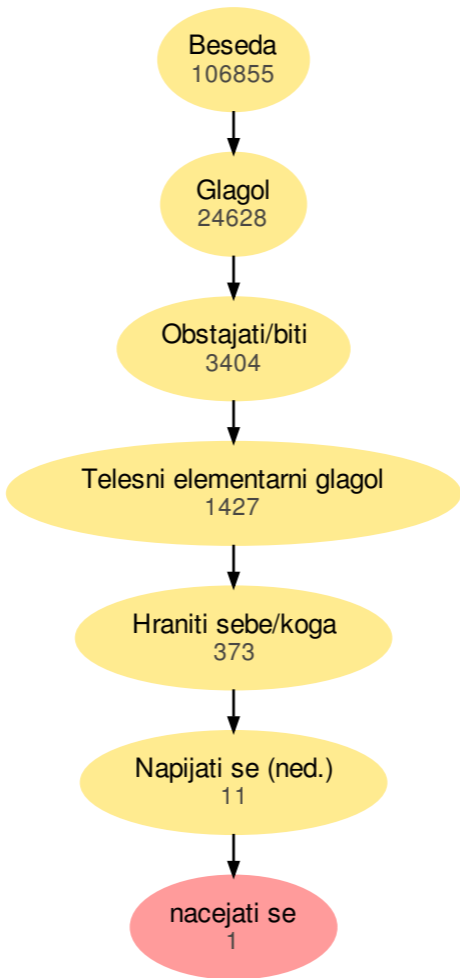 Beseda
106855
Glagol
24628
Obstajati/biti
3404
Telesni elementarni glagol
1427
Hraniti sebe/koga
373
Napijati se (ned.)
11
nacejati se
1